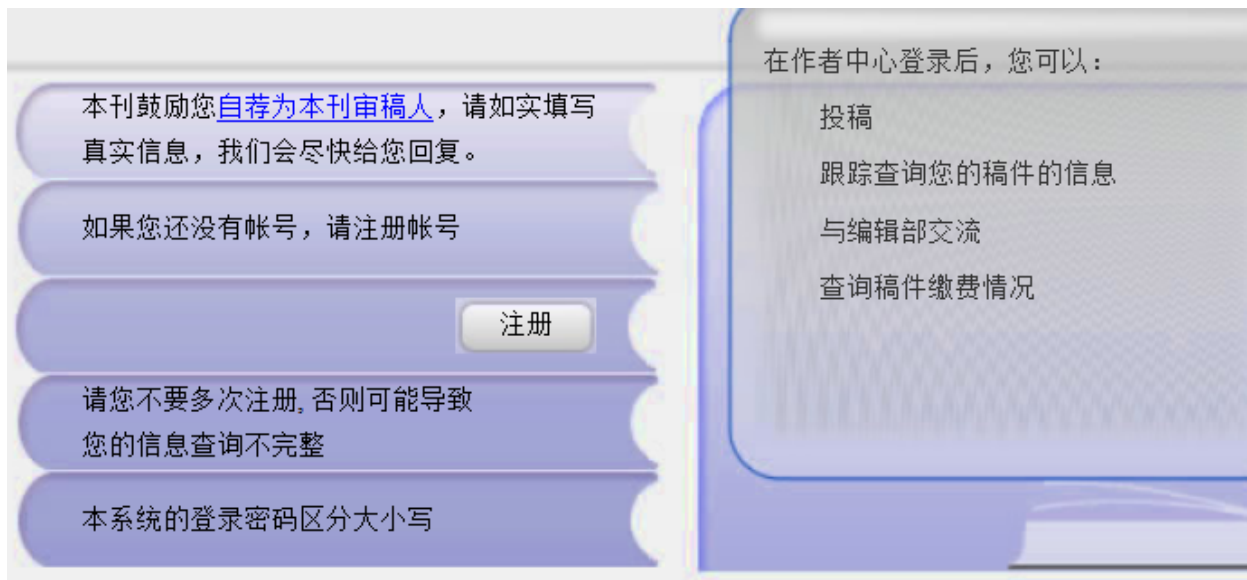 本刊鼓励您自荐为本刊审稿人，请如实填写
真实信息，我们会尽快给您回复。
如果您还没有帐号，请注册帐号
注册
请您不要多次注册,否则可能导致
您的信息查询不完整
本系统的登录密码区分大小写
在作者中心登录后，您可以：
投稿
跟踪查询您的稿件的信息
与编辑部交流
查询稿件缴费情况